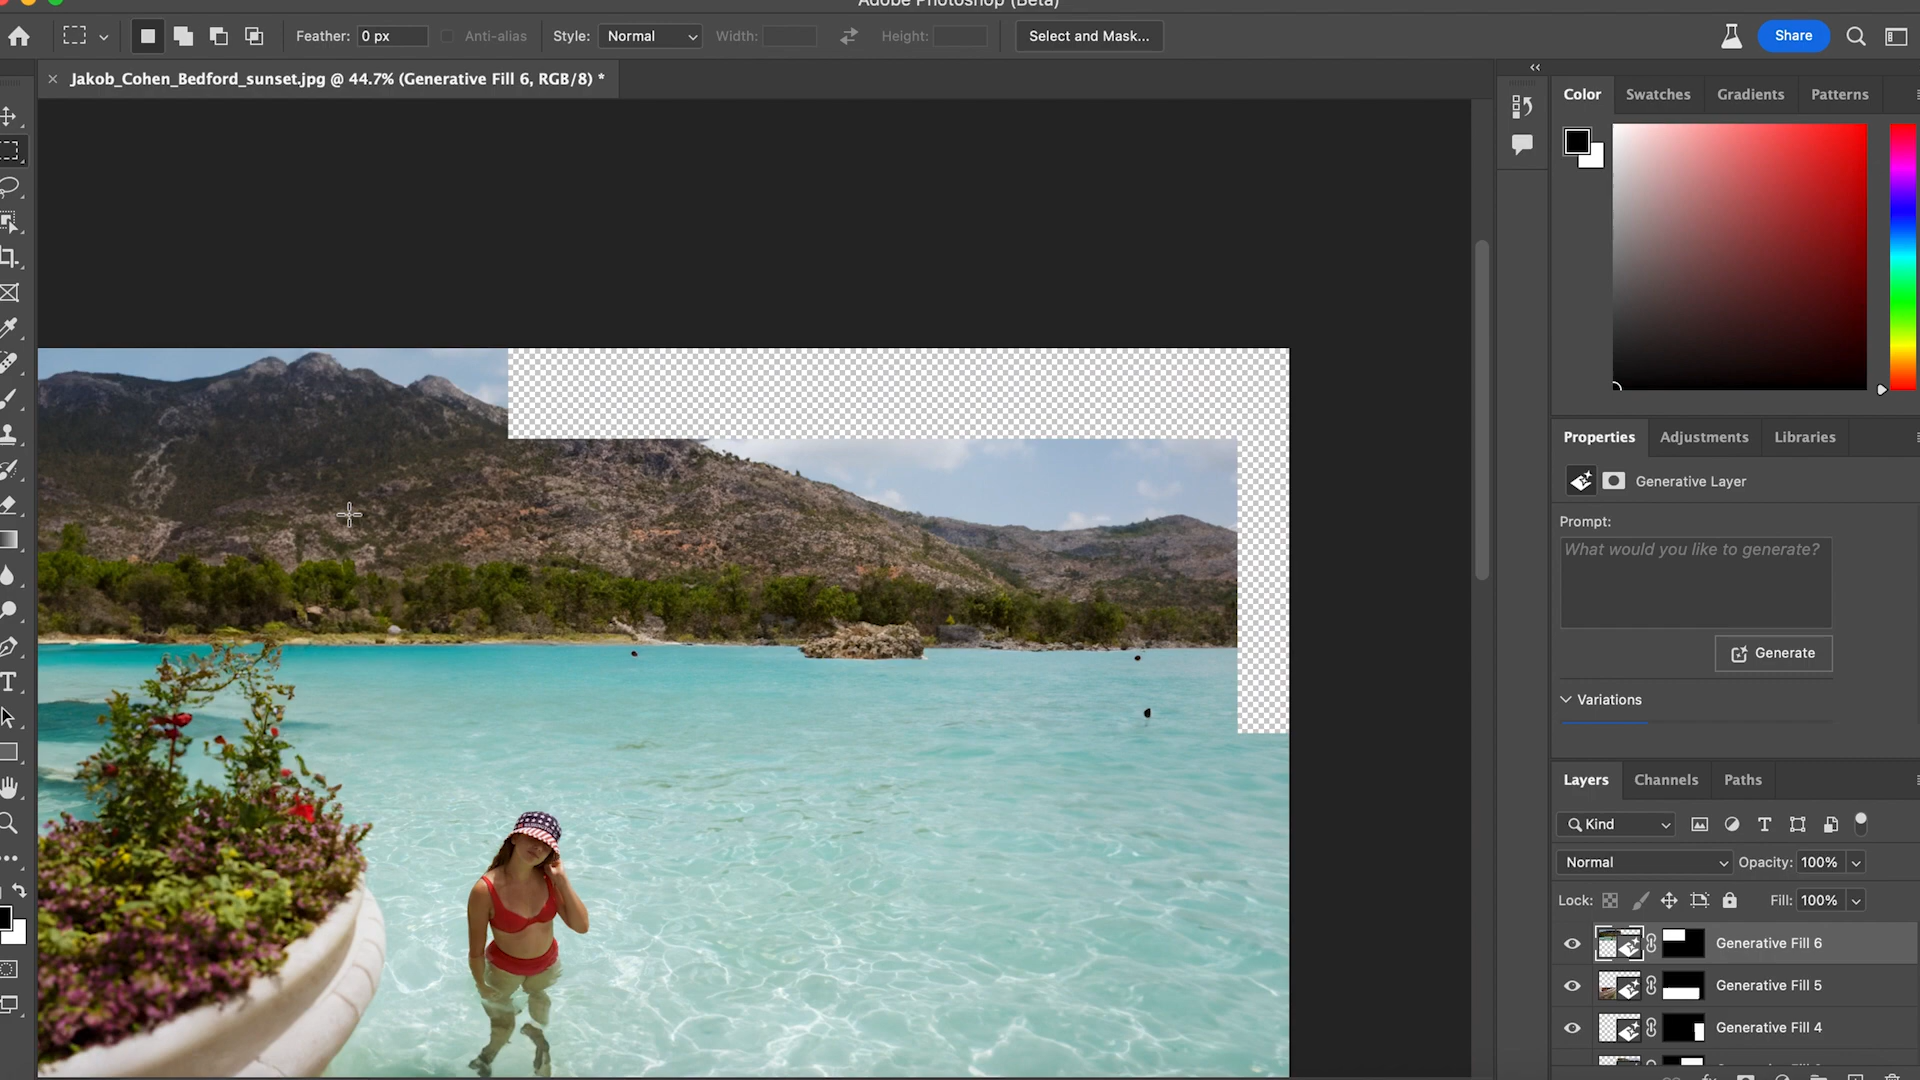 Adobe Photoshop (Beta)
Feather: 0 px Anti-alias Style: Normal Width: Height: Select and Mask... Share
× Jakob_Cohen_Bedford_sunset.jpg @ 44.7% (Generative Fill 6, RGB/8) *
Color Swatches Gradients Patterns
Properties Adjustments Libraries
Generative Layer
Prompt:
What would you like to generate?
Generate
Variations
Layers Channels Paths
Kind
Normal Opacity: 100%
Lock: Fill: 100%
Generative Fill 6
Generative Fill 5
Generative Fill 4